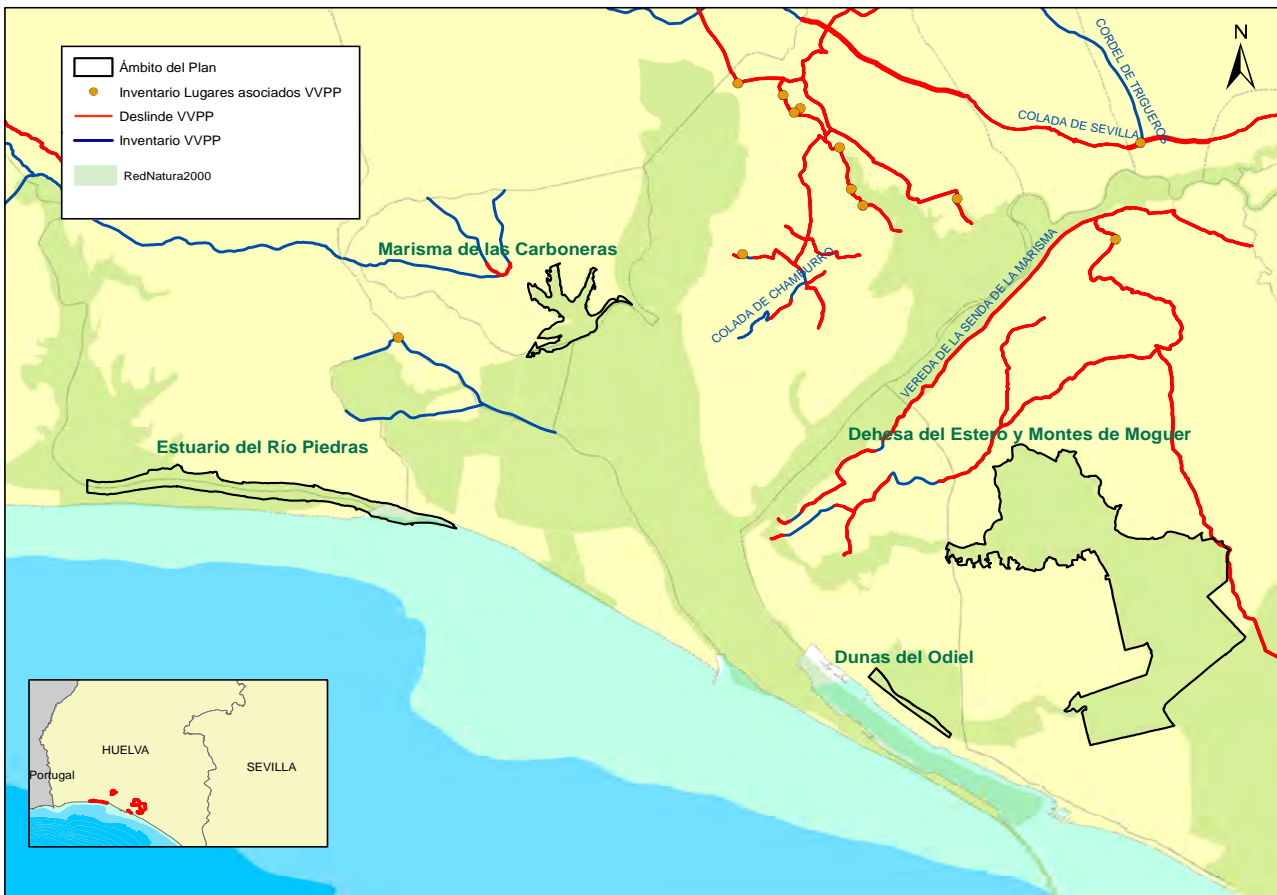 Ámbito del Plan
Inventario Lugares asociados VVPP
Deslinde VVPP
Inventario VVPP
RedNatura2000
N
CORDEL DE TRIGUEROS
COLADA DE SEVILLA
Marisma de las Carboneras
COLADA DE CHAMBURRO
VEREDA DE LA SENDA DE LA MARISMA
Estuario del Río Piedras
Dehesa del Estero y Montes de Moguer
Dunas del Odiel
HUELVA
SEVILLA
Portugal